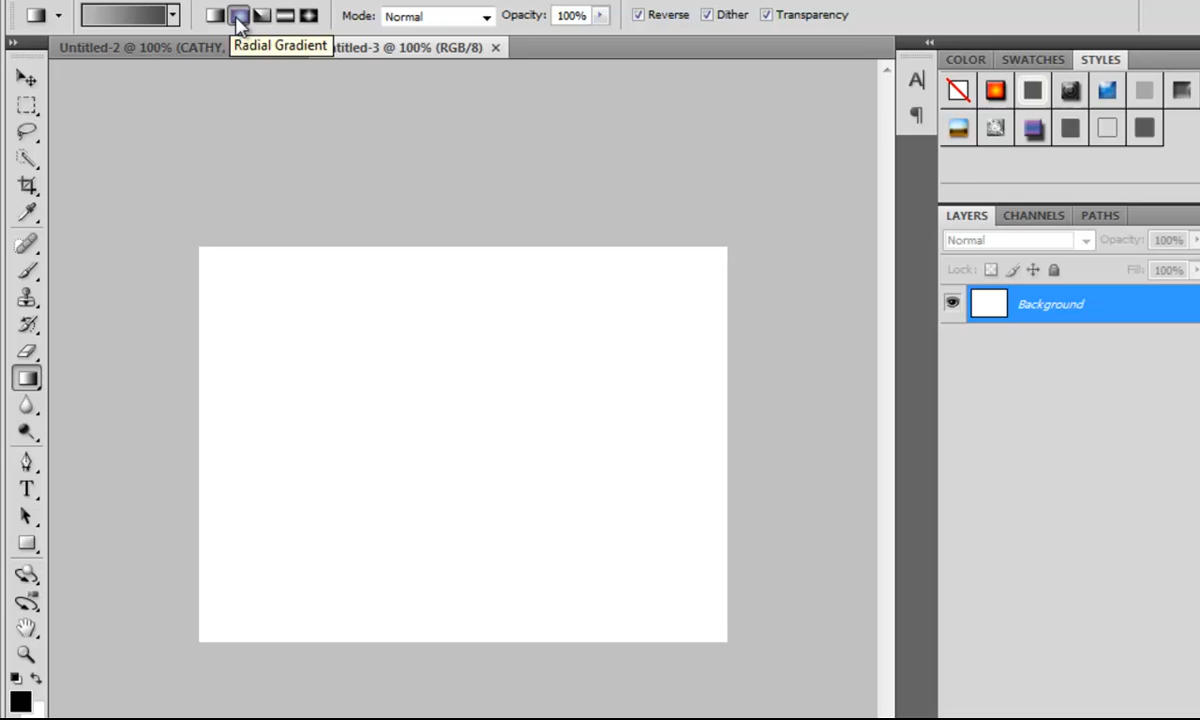 Mode: Normal Opacity: 100% Reverse Dither Transparency
Untitled-2 @ 100% (CATHY, Radial Gradient titled-3 @ 100% (RGB/8) ×
COLOR SWATCHES STYLES
A
¶
LAYERS CHANNELS PATHS
Normal Opacity: 100%
Lock: Fill: 100%
Background
T